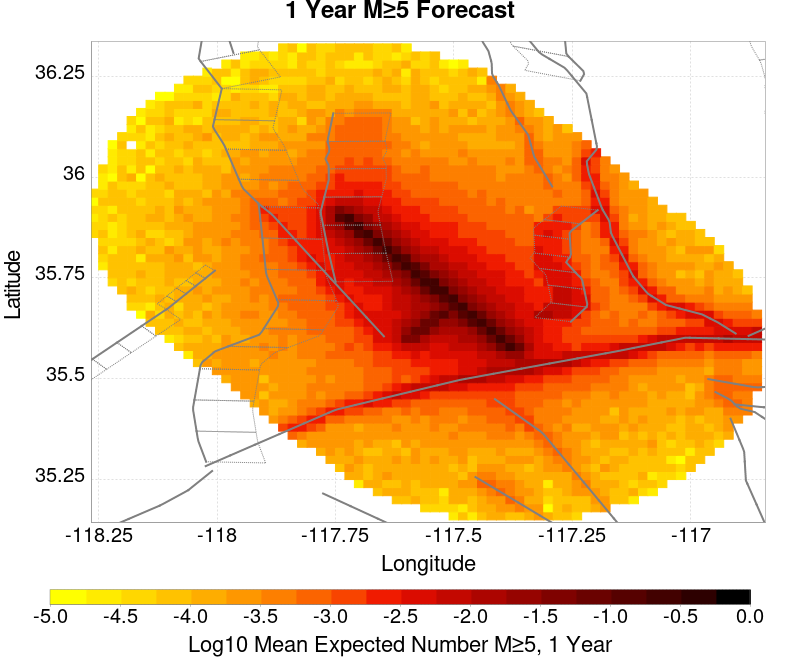 1 Year M≥5 Forecast
36.25
36
35.75
35.5
35.25
Latitude
-118.25 -118 -117.75 -117.5 -117.25 -117
Longitude
-5.0 -4.5 -4.0 -3.5 -3.0 -2.5 -2.0 -1.5 -1.0 -0.5 0.0
Log10 Mean Expected Number M≥5, 1 Year